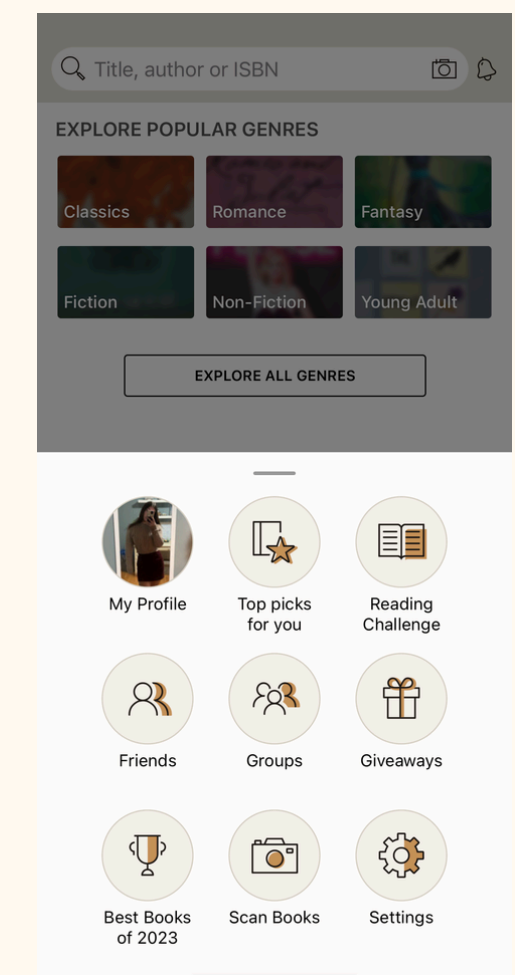 Title, author or ISBN
EXPLORE POPULAR GENRES
Classics
Romance
Fantasy
Fiction
Non-Fiction
Young Adult
EXPLORE ALL GENRES
My Profile
Top picks
for you
Reading
Challenge
Friends
Groups
Giveaways
Best Books
of 2023
Scan Books
Settings